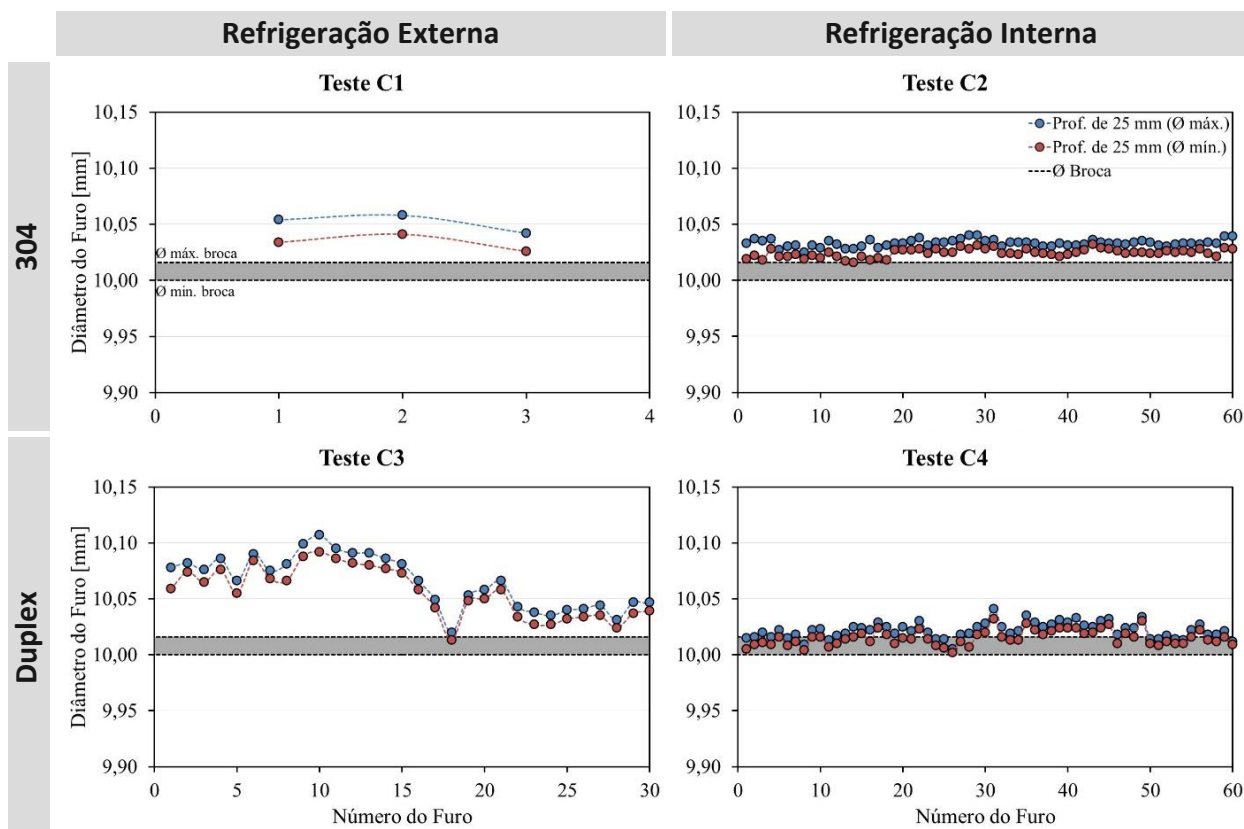 Refrigeração Externa
Refrigeração Interna
304
Teste C1
10,15
10,10
10,05
10,00
9,95
9,90
Diâmetro do Furo [mm]
Ø máx. broca
Ø min. broca
0 1 2 3 4
Teste C2
10,15
10,10
10,05
10,00
9,95
9,90
Prof. de 25 mm (Ø máx.)
Prof. de 25 mm (Ø mín.)
Ø Broca
0 10 20 30 40 50 60
Duplex
Teste C3
10,15
10,10
10,05
10,00
9,95
9,90
Diâmetro do Furo [mm]
0 5 10 15 20 25 30
Número do Furo
Teste C4
10,15
10,10
10,05
10,00
9,95
9,90
0 10 20 30 40 50 60
Número do Furo